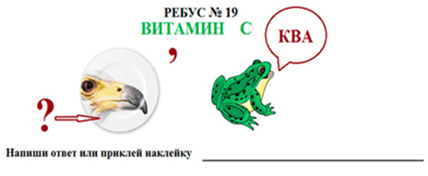 РЕБУС № 19
ВИТАМИН С
,
КВА
?
Напиши ответ или приклей наклейку